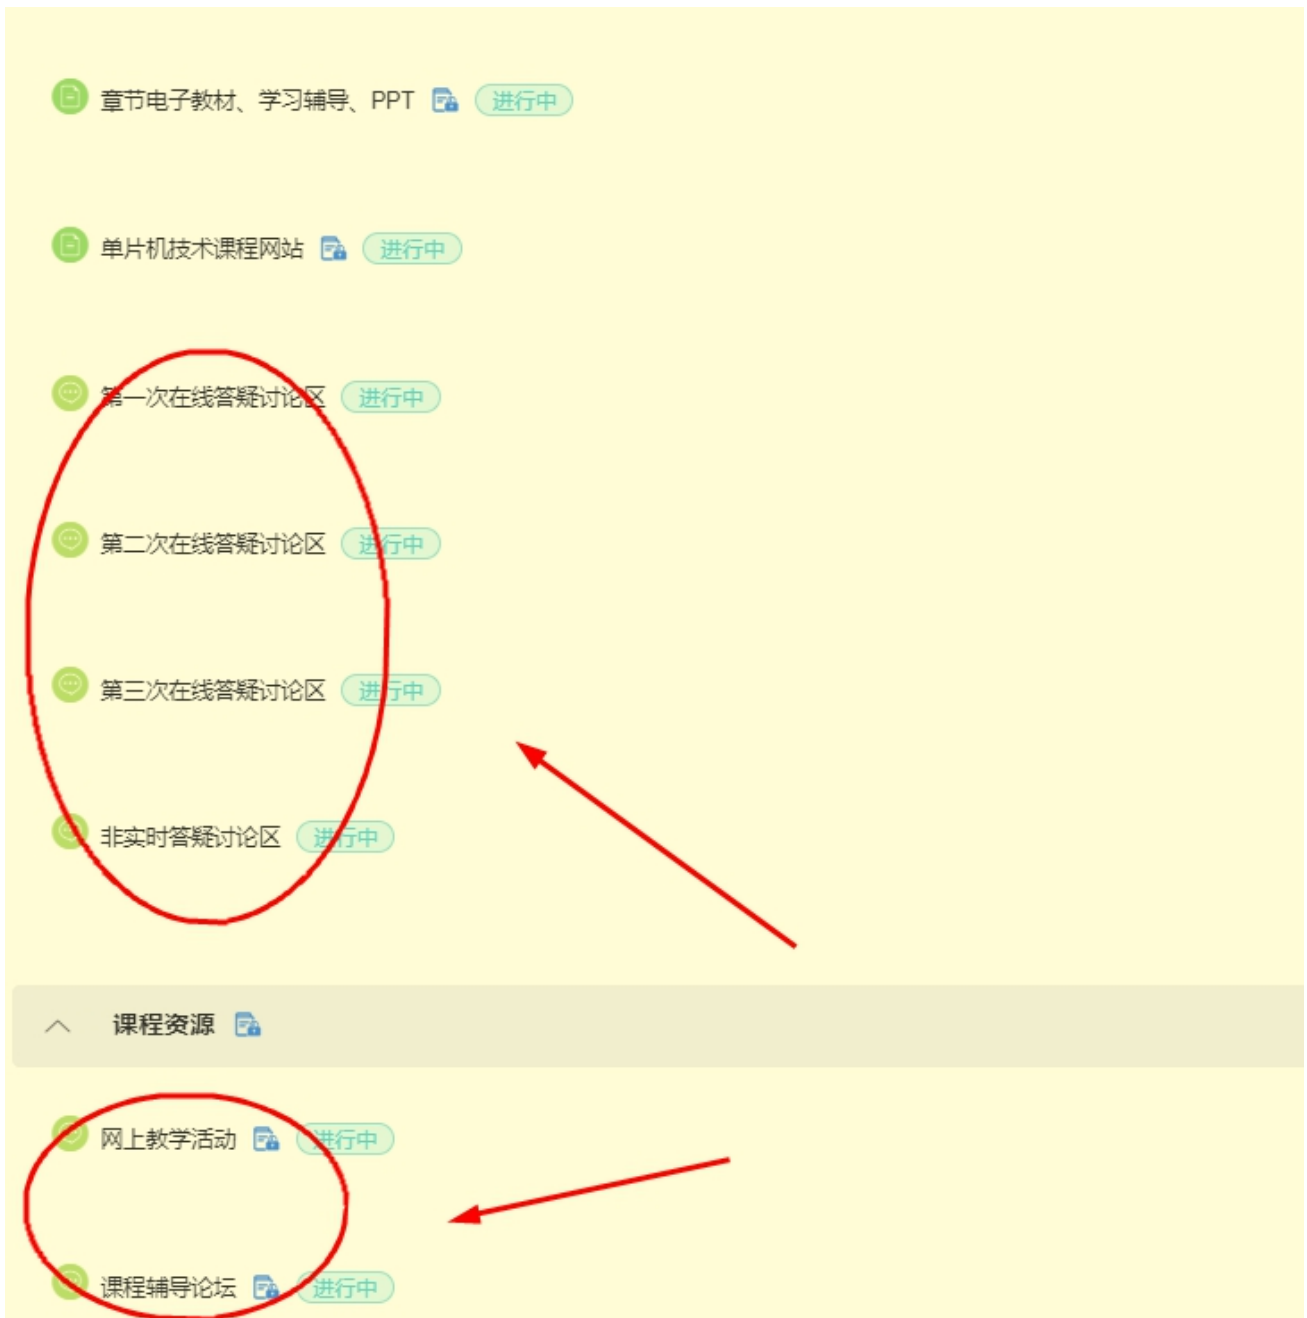 章节电子教材、学习辅导、PPT 进行中
单片机技术课程网站 进行中
第一次在线答疑讨论区 进行中
第二次在线答疑讨论区 进行中
第三次在线答疑讨论区 进行中
非实时答疑讨论区 进行中
课程资源
网上教学活动 进行中
课程辅导论坛 进行中